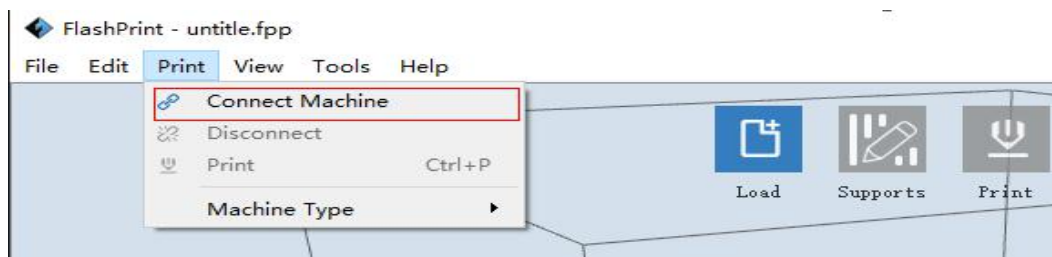 FlashPrint - untitle.fpp
File Edit Print View Tools Help
Connect Machine
Disconnect
Print Ctrl+P
Machine Type
Load Supports Print